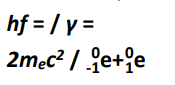 hf = / γ =
2mₑc² / ⁰₋₁e+⁰₁e